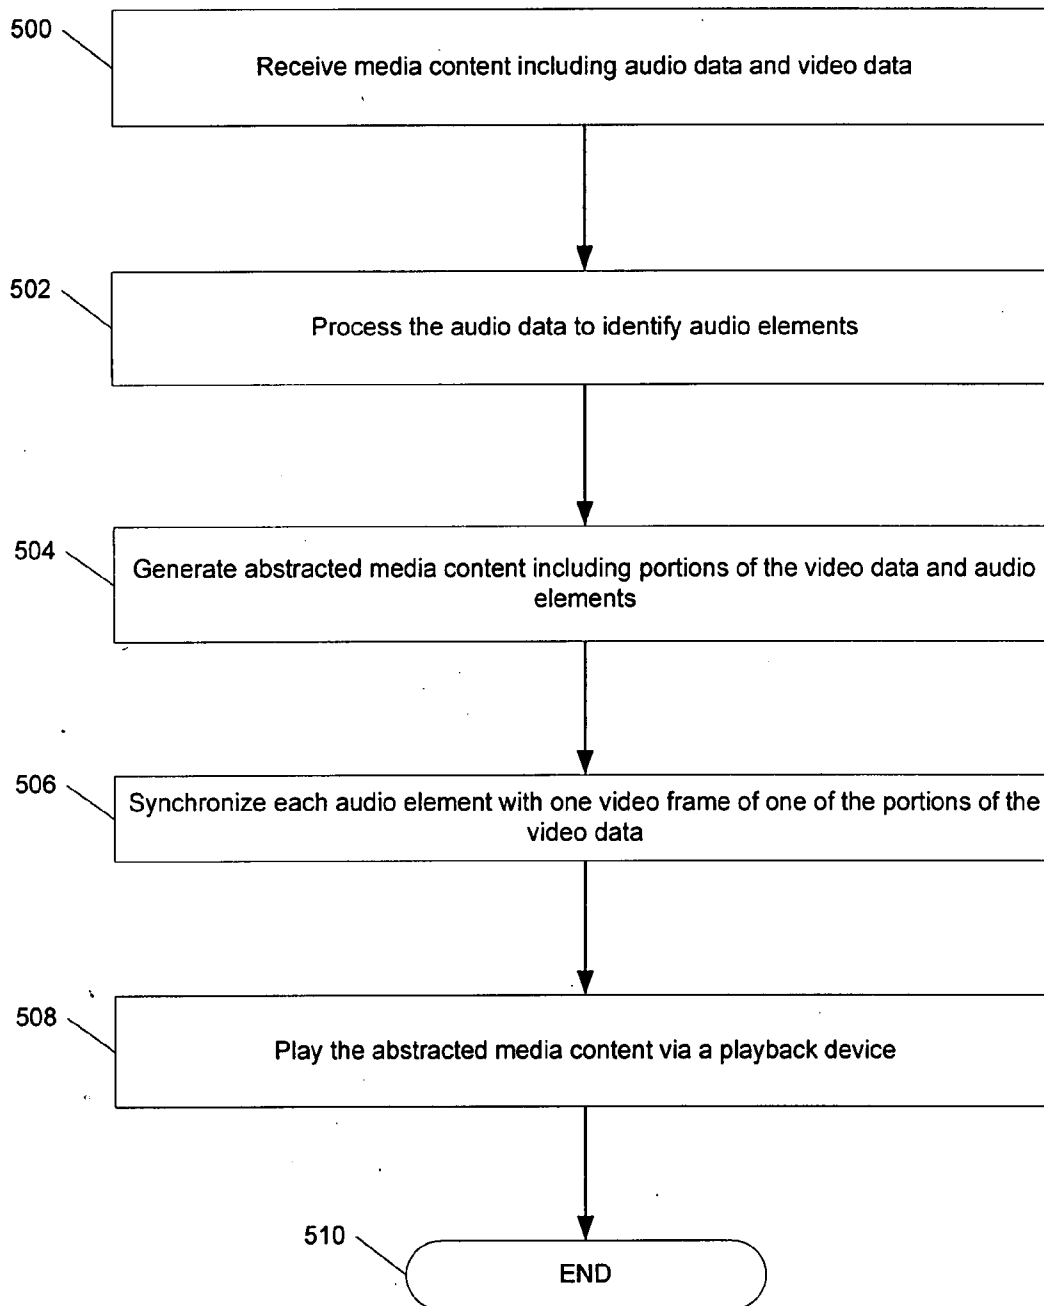 500
Receive media content including audio data and video data
502
Process the audio data to identify audio elements
504
Generate abstracted media content including portions of the video data and audio
elements
506
Synchronize each audio element with one video frame of one of the portions of the
video data
508
Play the abstracted media content via a playback device
510
END